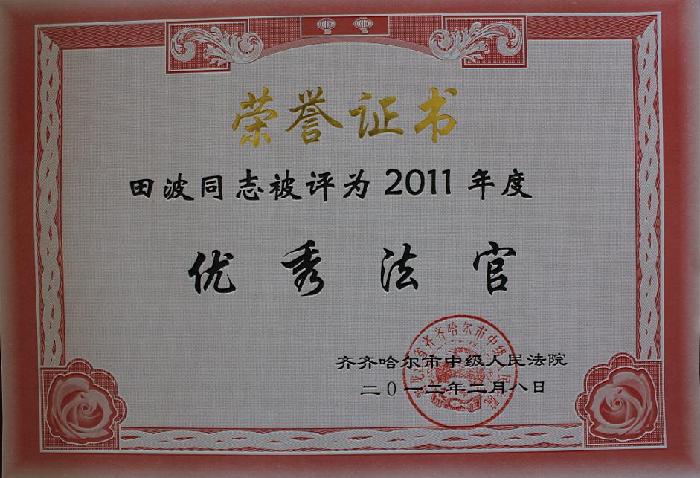 荣誉证书
田波同志被评为2011年度
优秀法官
齐齐哈尔市中级人民法院
二〇一二年二月八日